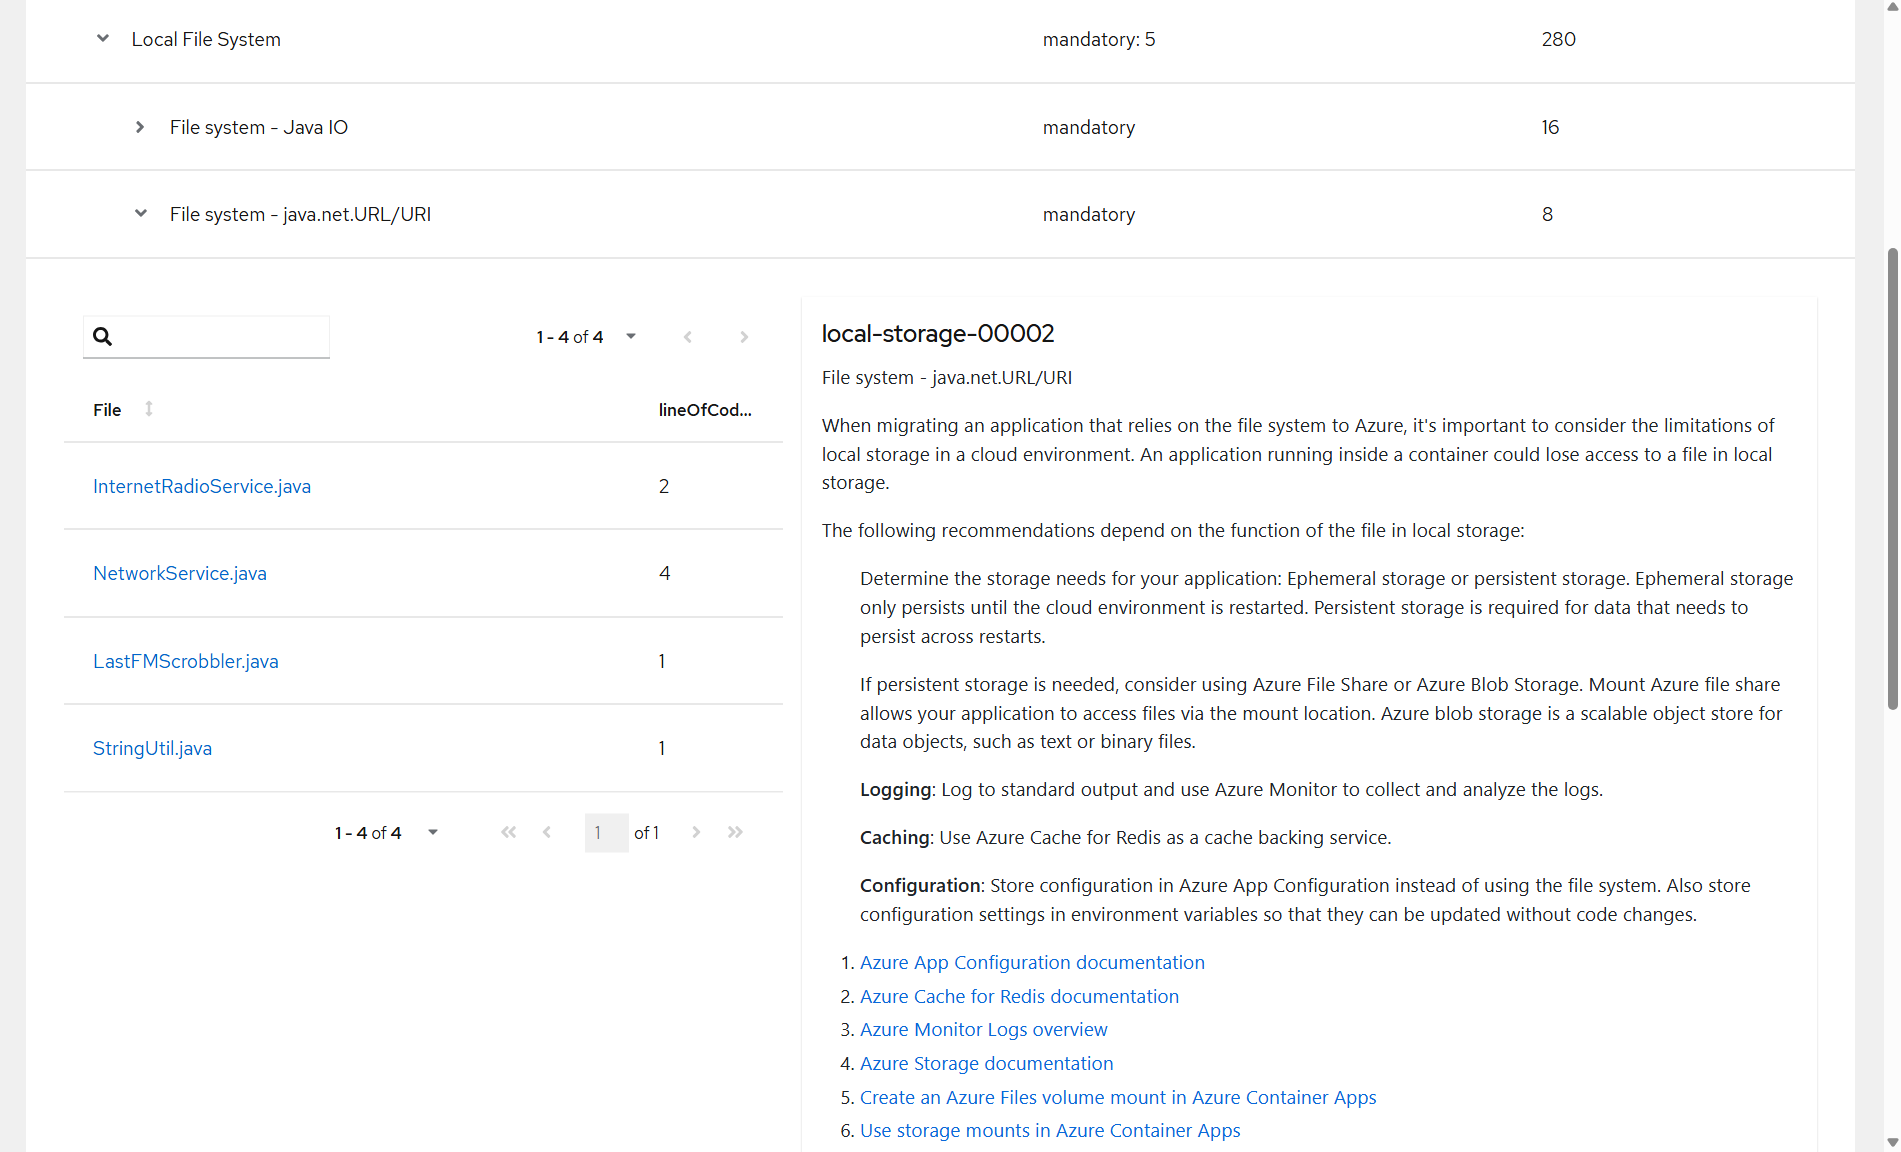 Local File System mandatory: 5 280
File system - Java IO mandatory 16
File system - java.net.URL/URI mandatory 8
1 - 4 of 4
File lineOfCod...
InternetRadioService.java 2
NetworkService.java 4
LastFMScrobbler.java 1
StringUtil.java 1
1 - 4 of 4 1 of 1
local-storage-00002
File system - java.net.URL/URI
When migrating an application that relies on the file system to Azure, it's important to consider the limitations of
local storage in a cloud environment. An application running inside a container could lose access to a file in local
storage.
The following recommendations depend on the function of the file in local storage:
Determine the storage needs for your application: Ephemeral storage or persistent storage. Ephemeral storage
only persists until the cloud environment is restarted. Persistent storage is required for data that needs to
persist across restarts.
If persistent storage is needed, consider using Azure File Share or Azure Blob Storage. Mount Azure file share
allows your application to access files via the mount location. Azure blob storage is a scalable object store for
data objects, such as text or binary files.
Logging: Log to standard output and use Azure Monitor to collect and analyze the logs.
Caching: Use Azure Cache for Redis as a cache backing service.
Configuration: Store configuration in Azure App Configuration instead of using the file system. Also store
configuration settings in environment variables so that they can be updated without code changes.
1. Azure App Configuration documentation
2. Azure Cache for Redis documentation
3. Azure Monitor Logs overview
4. Azure Storage documentation
5. Create an Azure Files volume mount in Azure Container Apps
6. Use storage mounts in Azure Container Apps